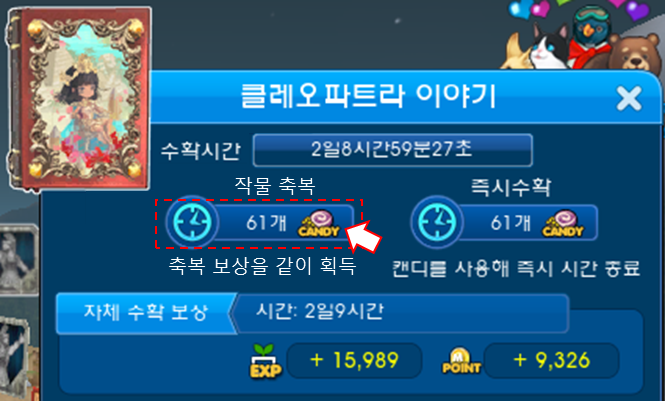 클레오파트라 이야기
수확시간 2일8시간59분27초
작물 축복 즉시수확
61개 CANDY 61개 CANDY
축복 보상을 같이 획득 캔디를 사용해 즉시 시간 종료
자체 수확 보상 시간: 2일9시간
EXP + 15,989 POINT + 9,326